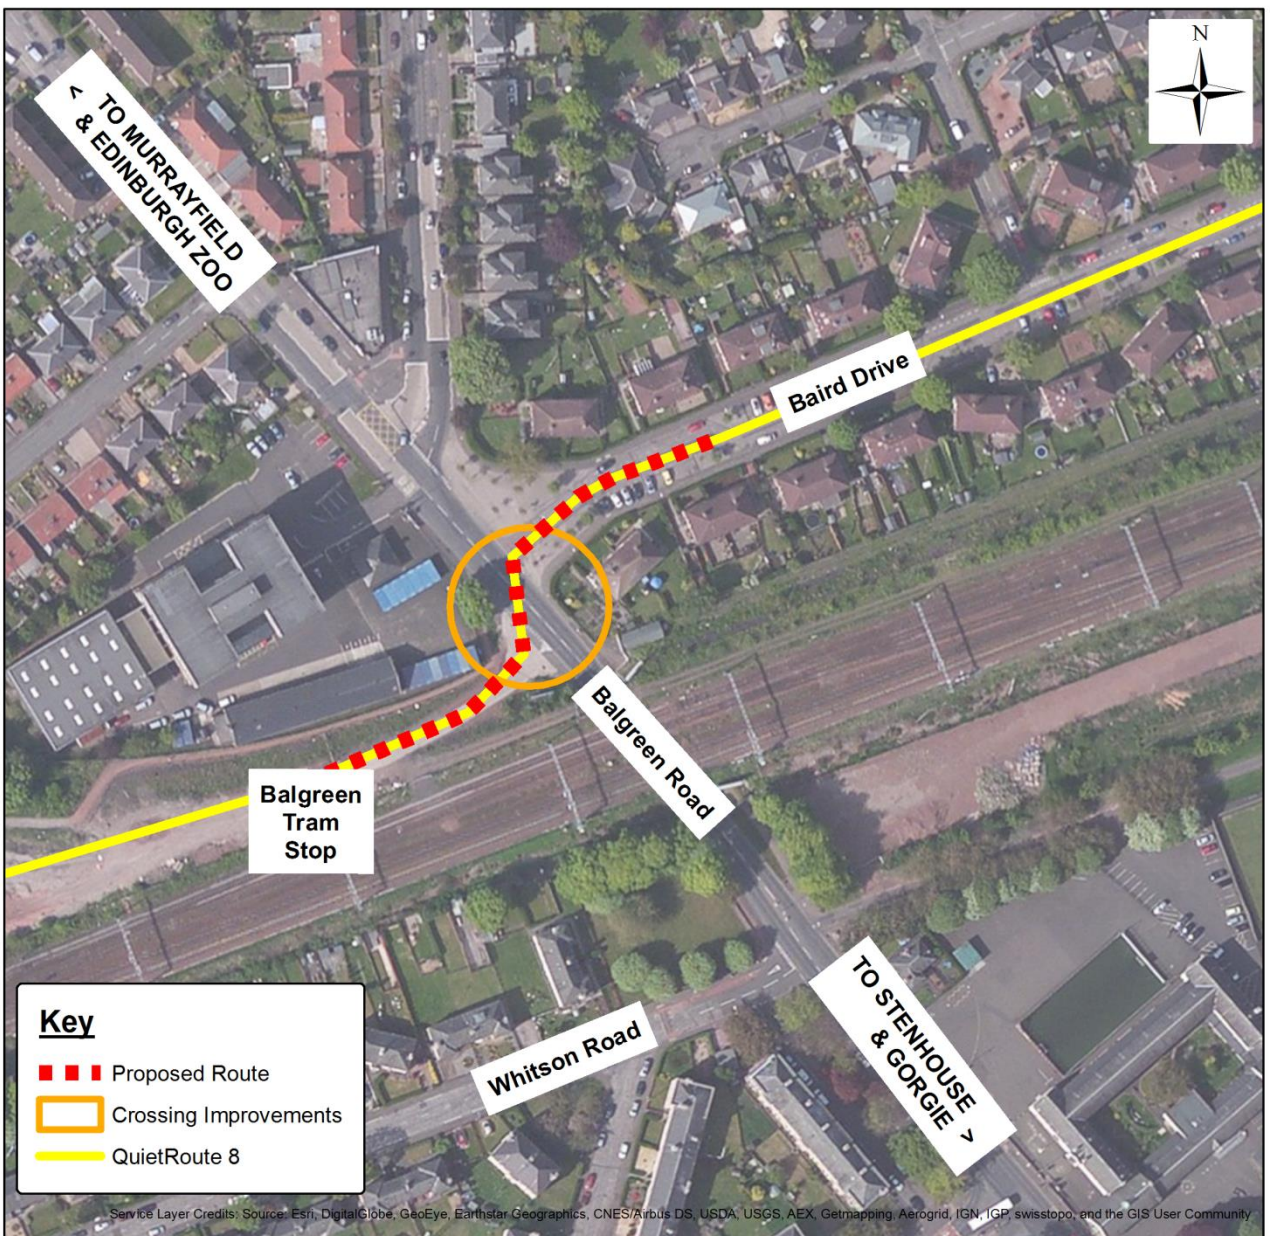 N
< TO MURRAYFIELD
& EDINBURGH ZOO
Baird Drive
Balgreen Road
Balgreen
Tram
Stop
TO STENHOUSE
& GORGIE >
Whitson Road
Key
Proposed Route
Crossing Improvements
QuietRoute 8
Service Layer Credits: Source: Esri, DigitalGlobe, GeoEye, Earthstar Geographics, CNES/Airbus DS, USDA, USGS, AEX, Getmapping, Aerogrid, IGN, IGP, swisstopo, and the GIS User Community